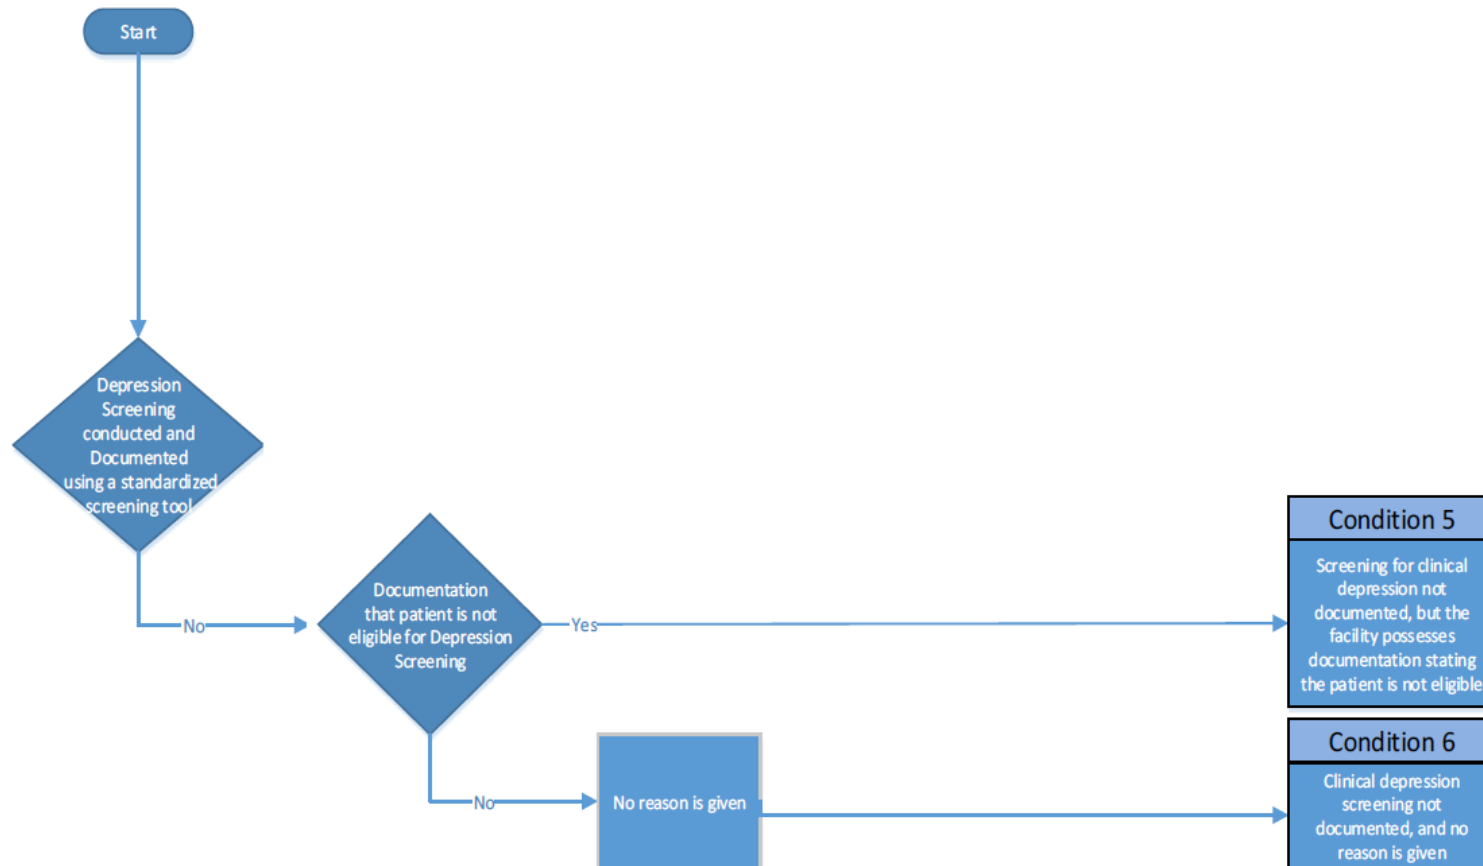 Start
Depression
Screening
conducted and
Documented
using a standardized
screening tool
No
Documentation
that patient is not
eligible for Depression
Screening
Yes
Condition 5
Screening for clinical
depression not
documented, but the
facility possesses
documentation stating
the patient is not eligible
No
No reason is given
Condition 6
Clinical depression
screening not
documented, and no
reason is given